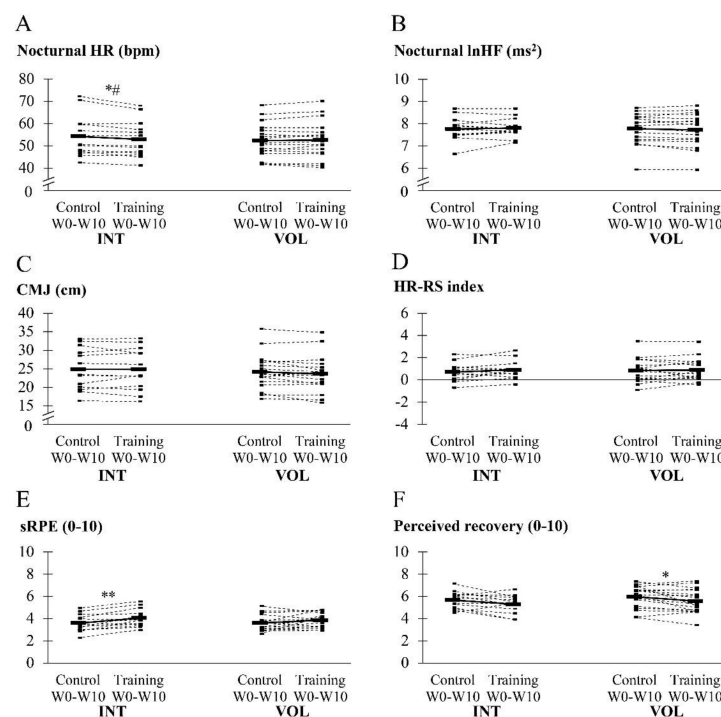 A
Nocturnal HR (bpm)
80
70
60
50
40
0
*#
Control Training Control Training
W0-W10 W0-W10 W0-W10 W0-W10
INT VOL
B
Nocturnal lnHF (ms²)
10
9
8
7
6
0
Control Training Control Training
W0-W10 W0-W10 W0-W10 W0-W10
INT VOL
C
CMJ (cm)
40
35
30
25
20
15
0
Control Training Control Training
W0-W10 W0-W10 W0-W10 W0-W10
INT VOL
D
HR-RS index
6
4
2
0
-2
-4
Control Training Control Training
W0-W10 W0-W10 W0-W10 W0-W10
INT VOL
E
sRPE (0-10)
10
8
6
4
2
0
**
Control Training Control Training
W0-W10 W0-W10 W0-W10 W0-W10
INT VOL
F
Perceived recovery (0-10)
10
8
6
4
2
0
*
Control Training Control Training
W0-W10 W0-W10 W0-W10 W0-W10
INT VOL